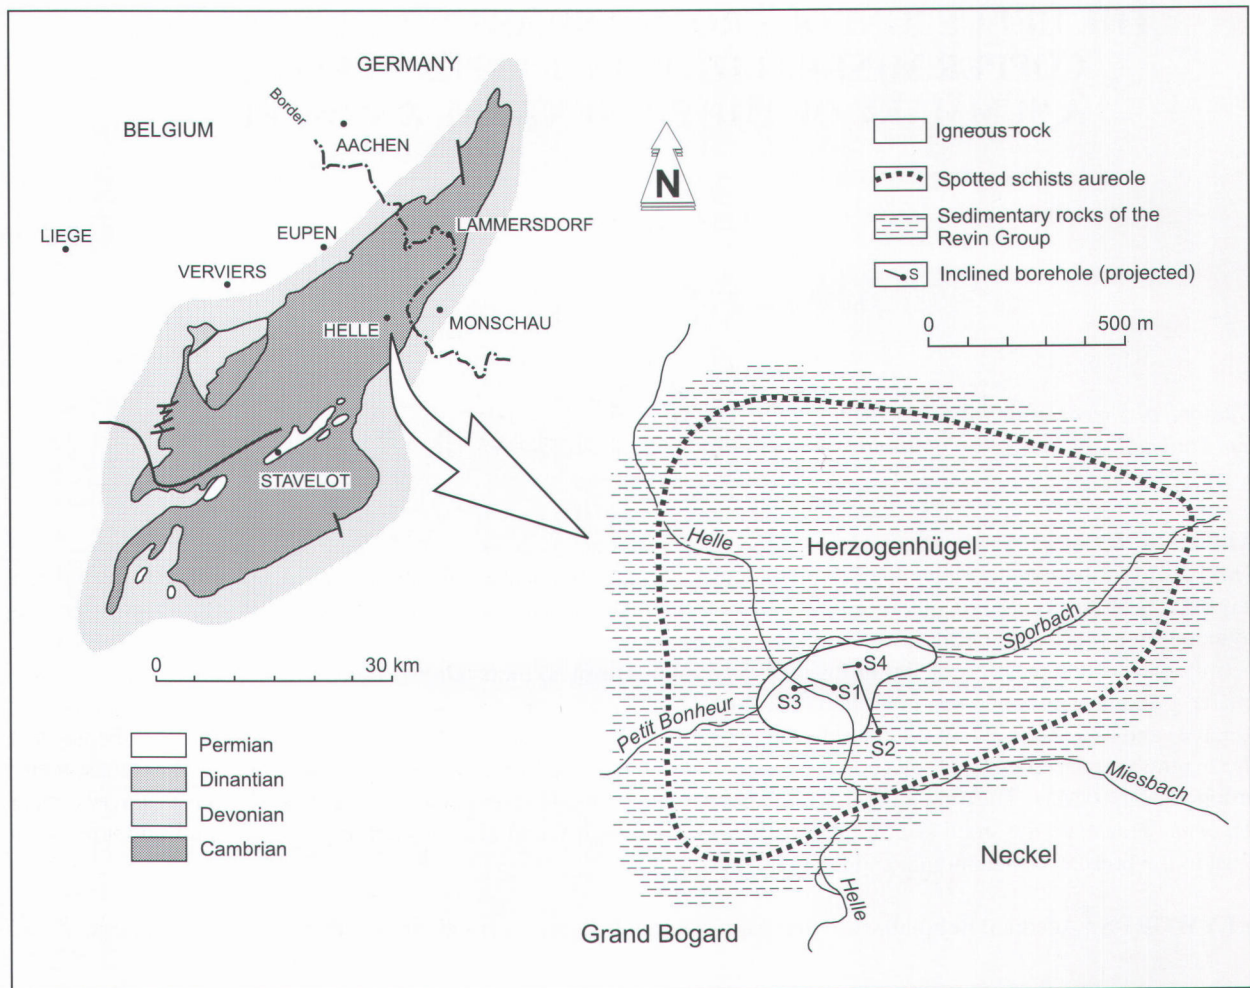 GERMANY
Border
BELGIUM
AACHEN
LAMMERSDORF
LIEGE
EUPEN
VERVIERS
HELLE
MONSCHAU
STAVELOT
0 30 km
Permian
Dinantian
Devonian
Cambrian
N
Igneous rock
Spotted schists aureole
Sedimentary rocks of the
Revin Group
S Inclined borehole (projected)
0 500 m
Helle
Herzogenhügel
Sporbach
S4
S1
S3
Petit Bonheur
S2
Miesbach
Neckel
Helle
Grand Bogard